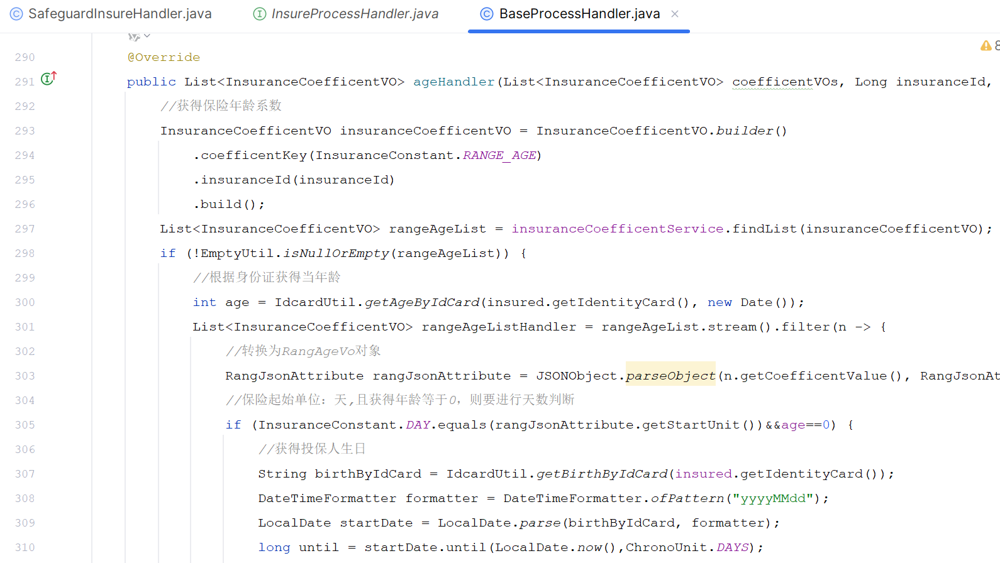 SafeguardInsureHandler.java InsureProcessHandler.java BaseProcessHandler.java
8
290 @Override
291 public List<InsuranceCoefficentVO> ageHandler(List<InsuranceCoefficentVO> coefficentVOs, Long insuranceId,
292 //获得保险年龄系数
293 InsuranceCoefficentVO insuranceCoefficentVO = InsuranceCoefficentVO.builder()
294 .coefficentKey(InsuranceConstant.RANGE_AGE)
295 .insuranceId(insuranceId)
296 .build();
297 List<InsuranceCoefficentVO> rangeAgeList = insuranceCoefficentService.findList(insuranceCoefficentVO);
298 if (!EmptyUtil.isNullOrEmpty(rangeAgeList)) {
299 //根据身份证获得当年龄
300 int age = IdcardUtil.getAgeByIdCard(insured.getIdentityCard(), new Date());
301 List<InsuranceCoefficentVO> rangeAgeListHandler = rangeAgeList.stream().filter(n -> {
302 //转换为RangAgeVo对象
303 RangJsonAttribute rangJsonAttribute = JSONObject.parseObject(n.getCoefficentValue(), RangJsonAt
304 //保险起始单位：天,且获得年龄等于0，则要进行天数判断
305 if (InsuranceConstant.DAY.equals(rangJsonAttribute.getStartUnit())&&age==0) {
306 //获得投保人生日
307 String birthByIdCard = IdcardUtil.getBirthByIdCard(insured.getIdentityCard());
308 DateTimeFormatter formatter = DateTimeFormatter.ofPattern("yyyyMMdd");
309 LocalDate startDate = LocalDate.parse(birthByIdCard, formatter);
310 long until = startDate.until(LocalDate.now(),ChronoUnit.DAYS);